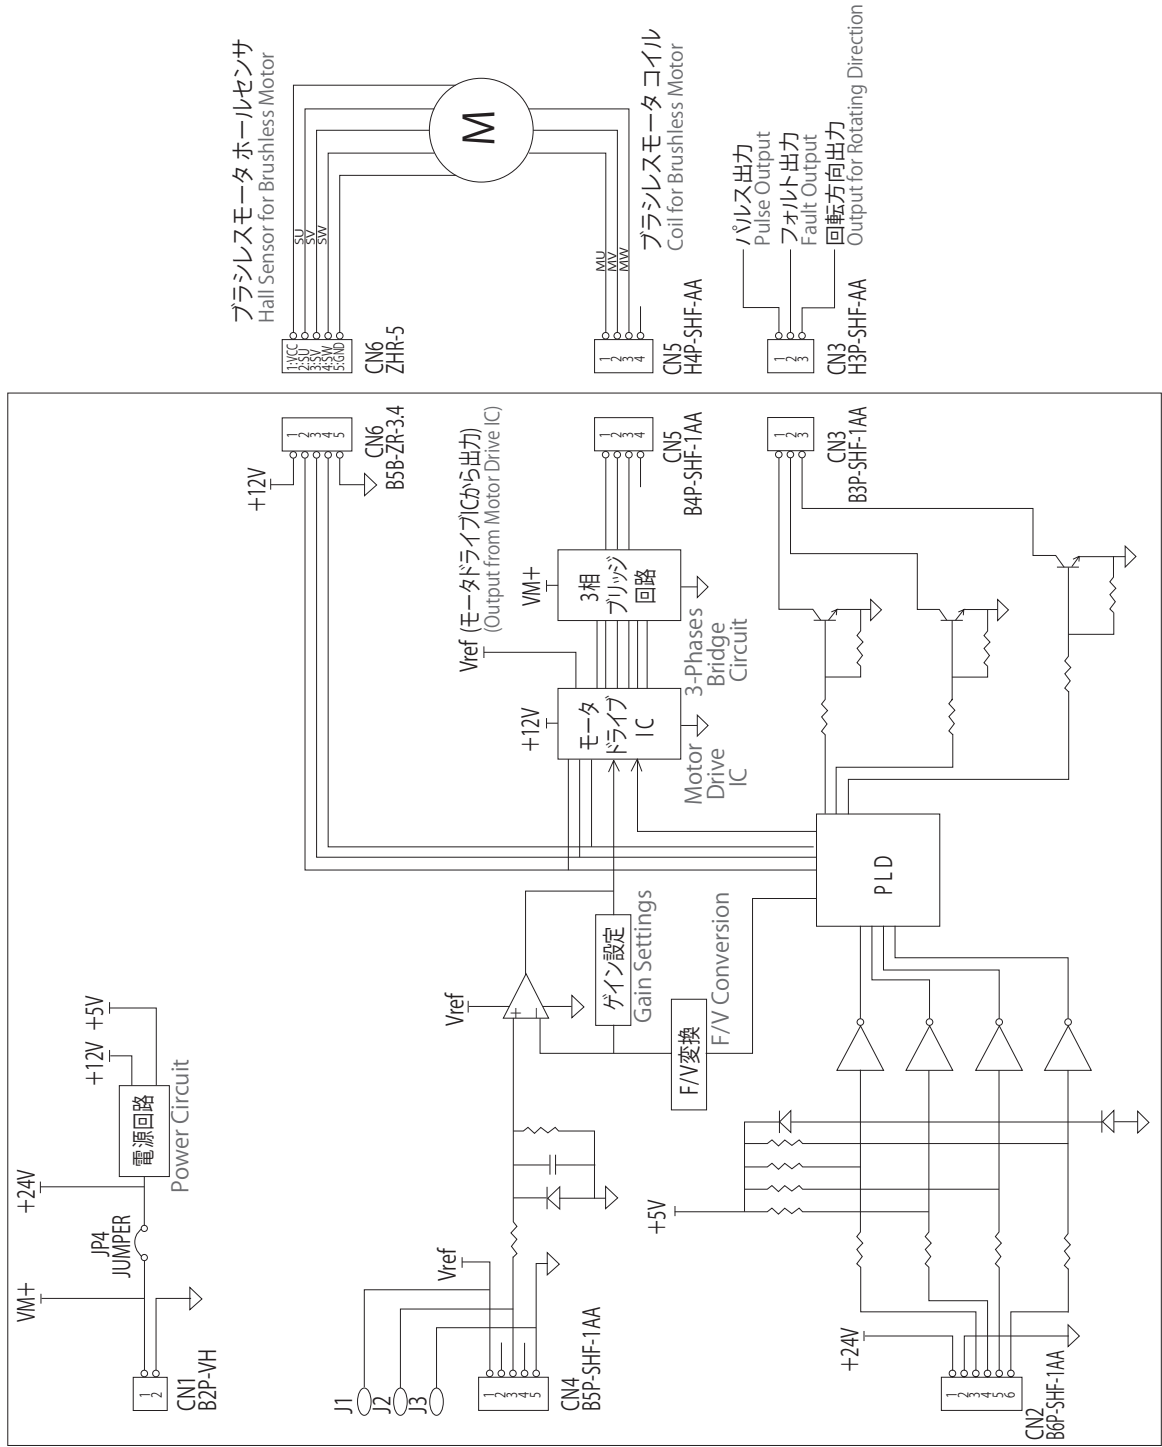 VM+
+24V
JP4
JUMPER
+12V
+5V
電源回路
Power Circuit
1
2
CN1
B2P-VH
J1
J2
J3
Vref
1
2
3
4
5
CN4
B5P-SHF-1AA
Vref
+
−
ゲイン設定
Gain Settings
F/V変換
F/V Conversion
+5V
+24V
1
2
3
4
5
6
CN2
B6P-SHF-1AA
PLD
+12V
モータ
ドライブ
IC
Motor
Drive
IC
Vref (モータドライブICから出力)
(Output from Motor Drive IC)
VM+
3相
ブリッジ
回路
3-Phases
Bridge
Circuit
+12V
1
2
3
4
5
CN6
B5B-ZR-3.4
1
2
3
4
CN5
B4P-SHF-1AA
1
2
3
CN3
B3P-SHF-1AA
ブラシレスモータ ホールセンサ
Hall Sensor for Brushless Motor
1:VCC
2:SU
3:SV
4:SW
5:GND
CN6
ZHR-5
SU
SV
SW
M
MU
MV
MW
1
2
3
4
CN5
H4P-SHF-AA
ブラシレスモータ コイル
Coil for Brushless Motor
1
2
3
CN3
H3P-SHF-AA
パルス出力
Pulse Output
フォルト出力
Fault Output
回転方向出力
Output for Rotating Direction